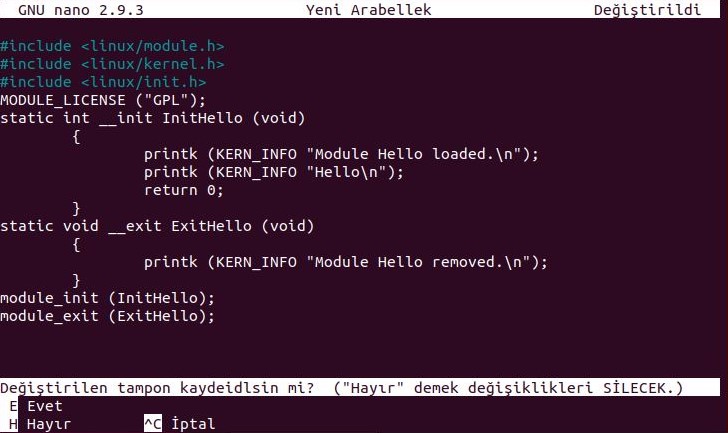 GNU nano 2.9.3 Yeni Arabellek Değiştirildi
#include <linux/module.h>
#include <linux/kernel.h>
#include <linux/init.h>
MODULE_LICENSE ("GPL");
static int __init InitHello (void)
{
printk (KERN_INFO "Module Hello loaded.\n");
printk (KERN_INFO "Hello\n");
return 0;
}
static void __exit ExitHello (void)
{
printk (KERN_INFO "Module Hello removed.\n");
}
module_init (InitHello);
module_exit (ExitHello);
Değiştirilen tampon kaydeidlsin mi? ("Hayır" demek değişiklikleri SİLECEK.)
E Evet
H Hayır ^C İptal